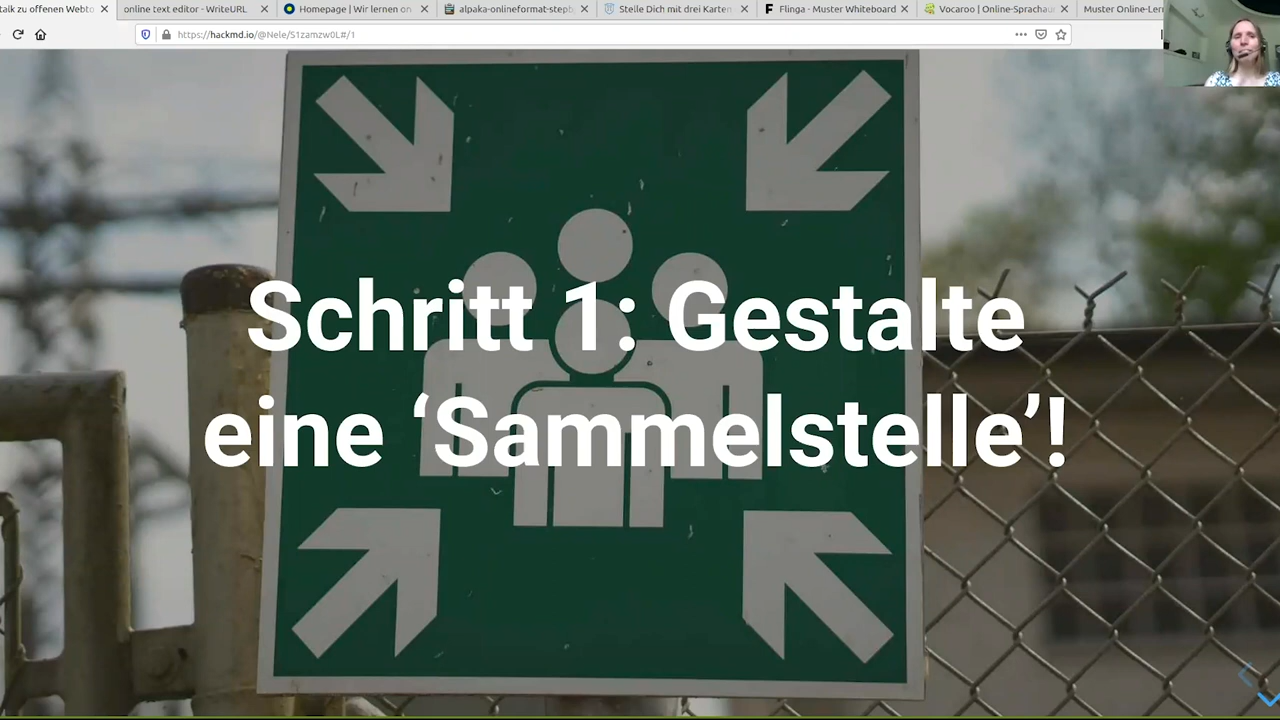 talk zu offenen Webto
online text editor - WriteURL
Homepage | Wir lernen on
alpaka-onlineformat-stepb
Steile Dich mit drei Karten
Flinga - Muster Whiteboard
Vocaroo | Online-Sprachau
Muster Online-Lern
https://hackmd.io/@Nele/S1zamzw0L#/1
Schritt 1: Gestalte
eine ‘Sammelstelle’!